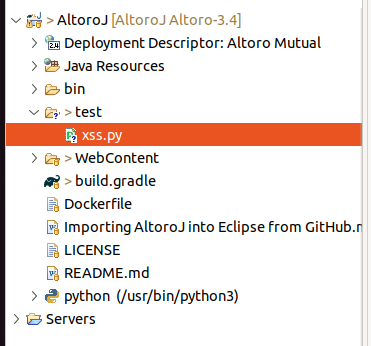 > AltoroJ [AltoroJ Altoro-3.4]
Deployment Descriptor: Altoro Mutual
Java Resources
bin
> test
xss.py
> WebContent
> build.gradle
Dockerfile
Importing AltoroJ into Eclipse from GitHub.r
LICENSE
README.md
python (/usr/bin/python3)
Servers